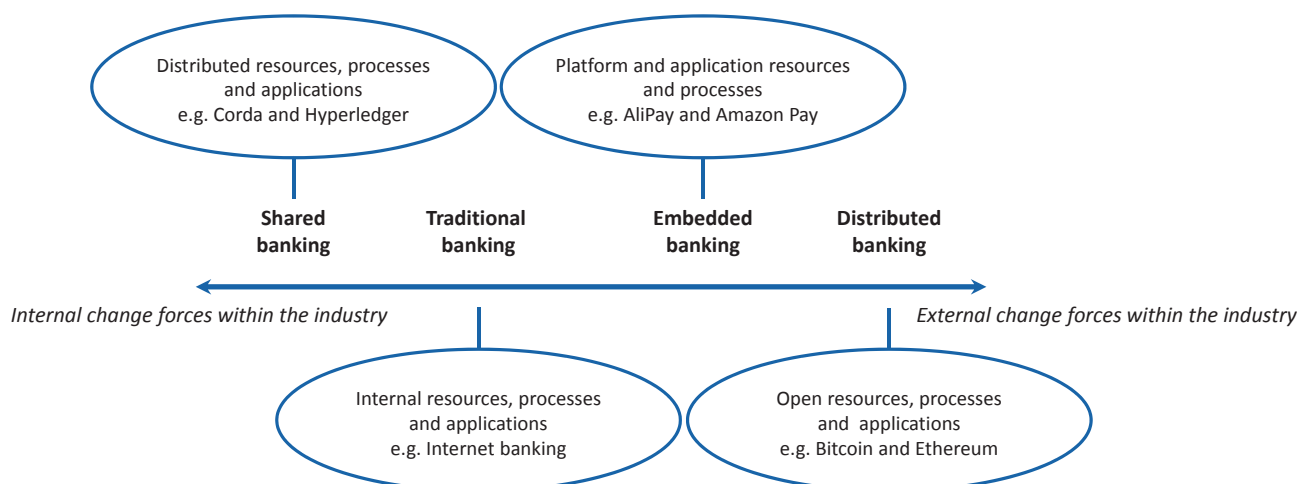 Distributed resources, processes
and applications
e.g. Corda and Hyperledger
Platform and application resources
and processes
e.g. AliPay and Amazon Pay
Shared
banking
Traditional
banking
Embedded
banking
Distributed
banking
Internal change forces within the industry
External change forces within the industry
Internal resources, processes
and applications
e.g. Internet banking
Open resources, processes
and applications
e.g. Bitcoin and Ethereum